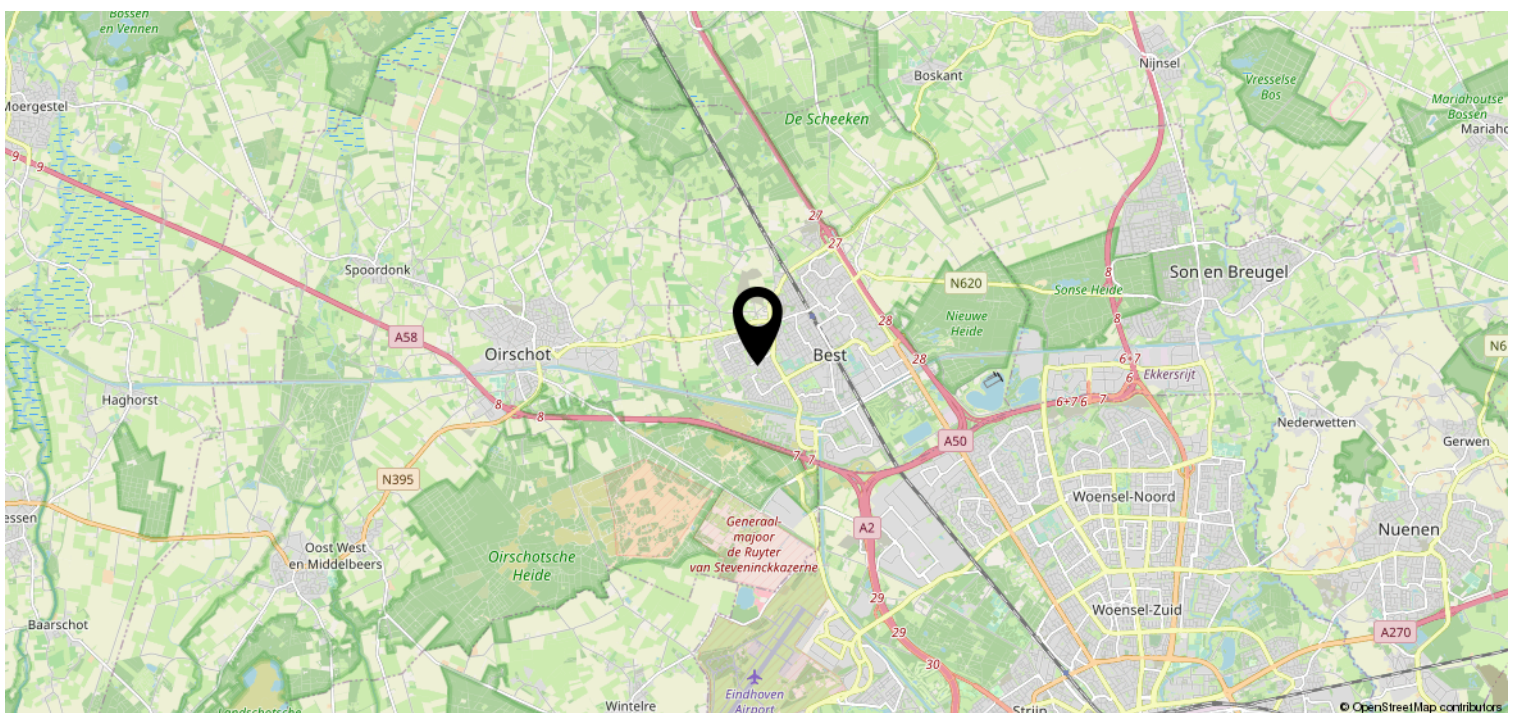 Bossen
en Vennen
Boskant
Nijnsel
Vresselse
Bos
Mariahoutse
Bossen
Moergestel
De Scheeken
9
9
27
27
Spoordonk
8
Son en Breugel
N620
Sonse Heide
Nieuwe
Heide
28
8
A58
Oirschot
Best
28
6+7
6
Ekkersrijt
Haghorst
8
8
6+7
6
7
Nederwetten
A50
Gerwen
7
7
N395
Woensel-Noord
Generaal-
majoor
de Ruyter
van Steveninckkazerne
A2
Nuenen
Oost West
en Middelbeers
Oirschotsche
Heide
29
Woensel-Zuid
Baarschot
29
A270
30
Eindhoven
Airport
Wintelre
© OpenStreetMap contributors